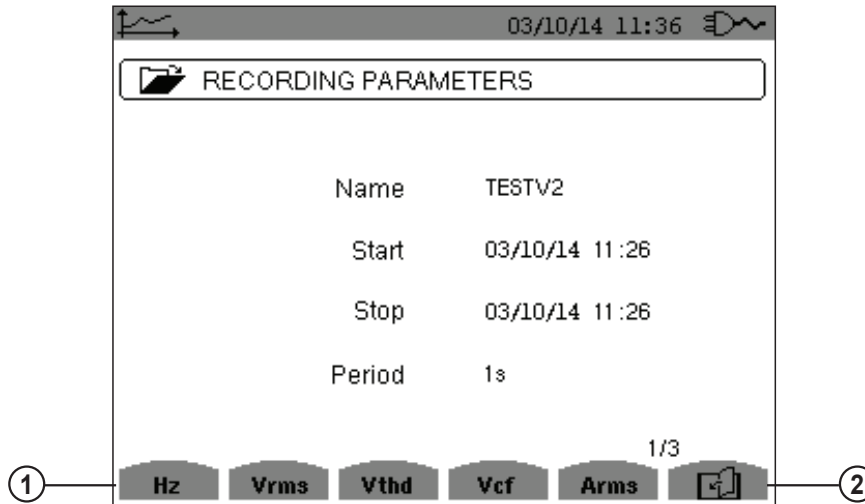 03/10/14 11:36
RECORDING PARAMETERS
Name TESTV2
Start 03/10/14 11:26
Stop 03/10/14 11:26
Period 1s
1/3
1 Hz Vrms Vthd Vcf Arms 2